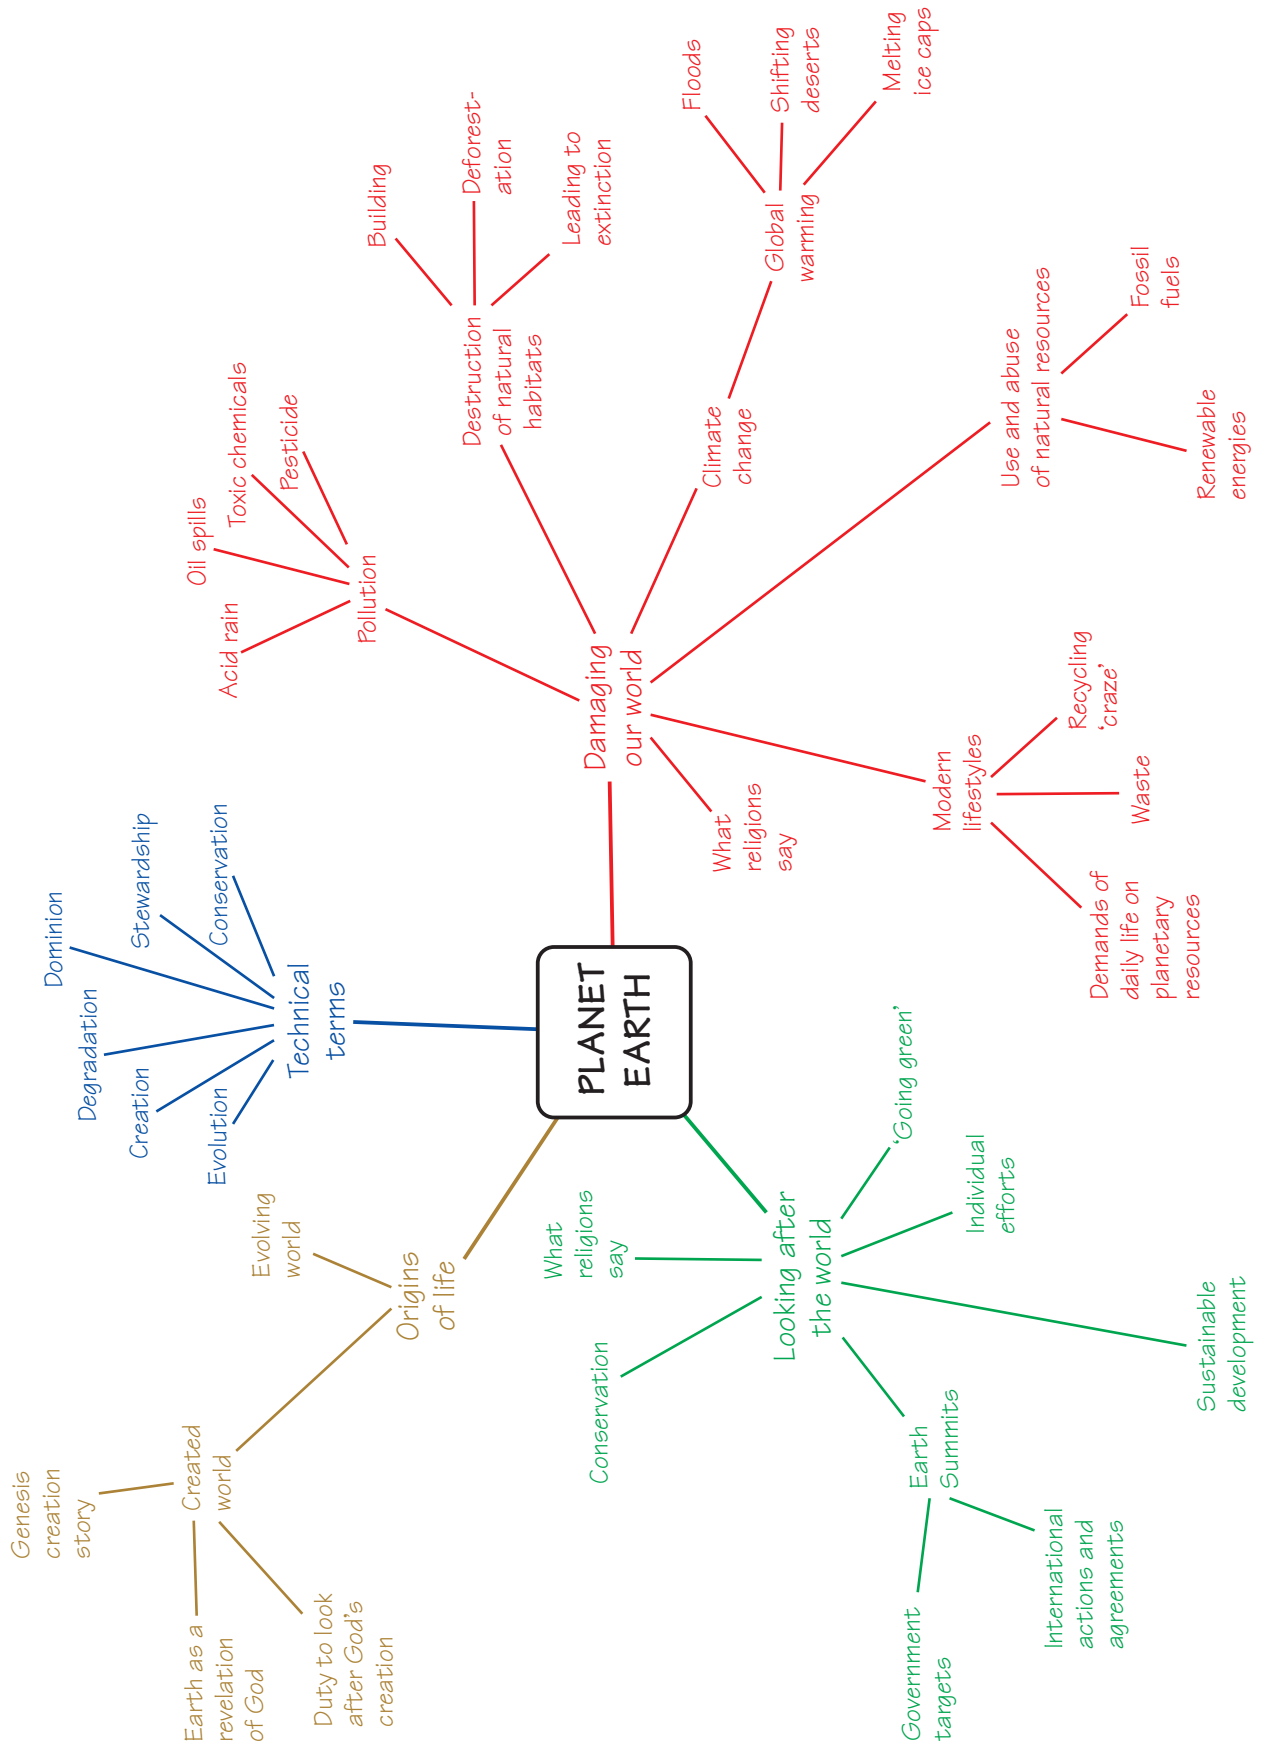 PLANET
EARTH
Technical
terms
Evolution
Creation
Degradation
Dominion
Stewardship
Conservation
Damaging
our world
Pollution
Acid rain
Oil spills
Toxic chemicals
Pesticide
Destruction
of natural
habitats
Building
Deforest-
ation
Leading to
extinction
Climate
change
Global
warming
Floods
Shifting
deserts
Melting
ice caps
Use and abuse
of natural resources
Fossil
fuels
Renewable
energies
Modern
lifestyles
Recycling
‘craze’
Waste
Demands of
daily life on
planetary
resources
What
religions
say
Looking after
the world
‘Going green’
Individual
efforts
Sustainable
development
Earth
Summits
International
actions and
agreements
Government
targets
Conservation
What
religions
say
Origins
of life
Evolving
world
Created
world
Genesis
creation
story
Earth as a
revelation
of God
Duty to look
after God’s
creation